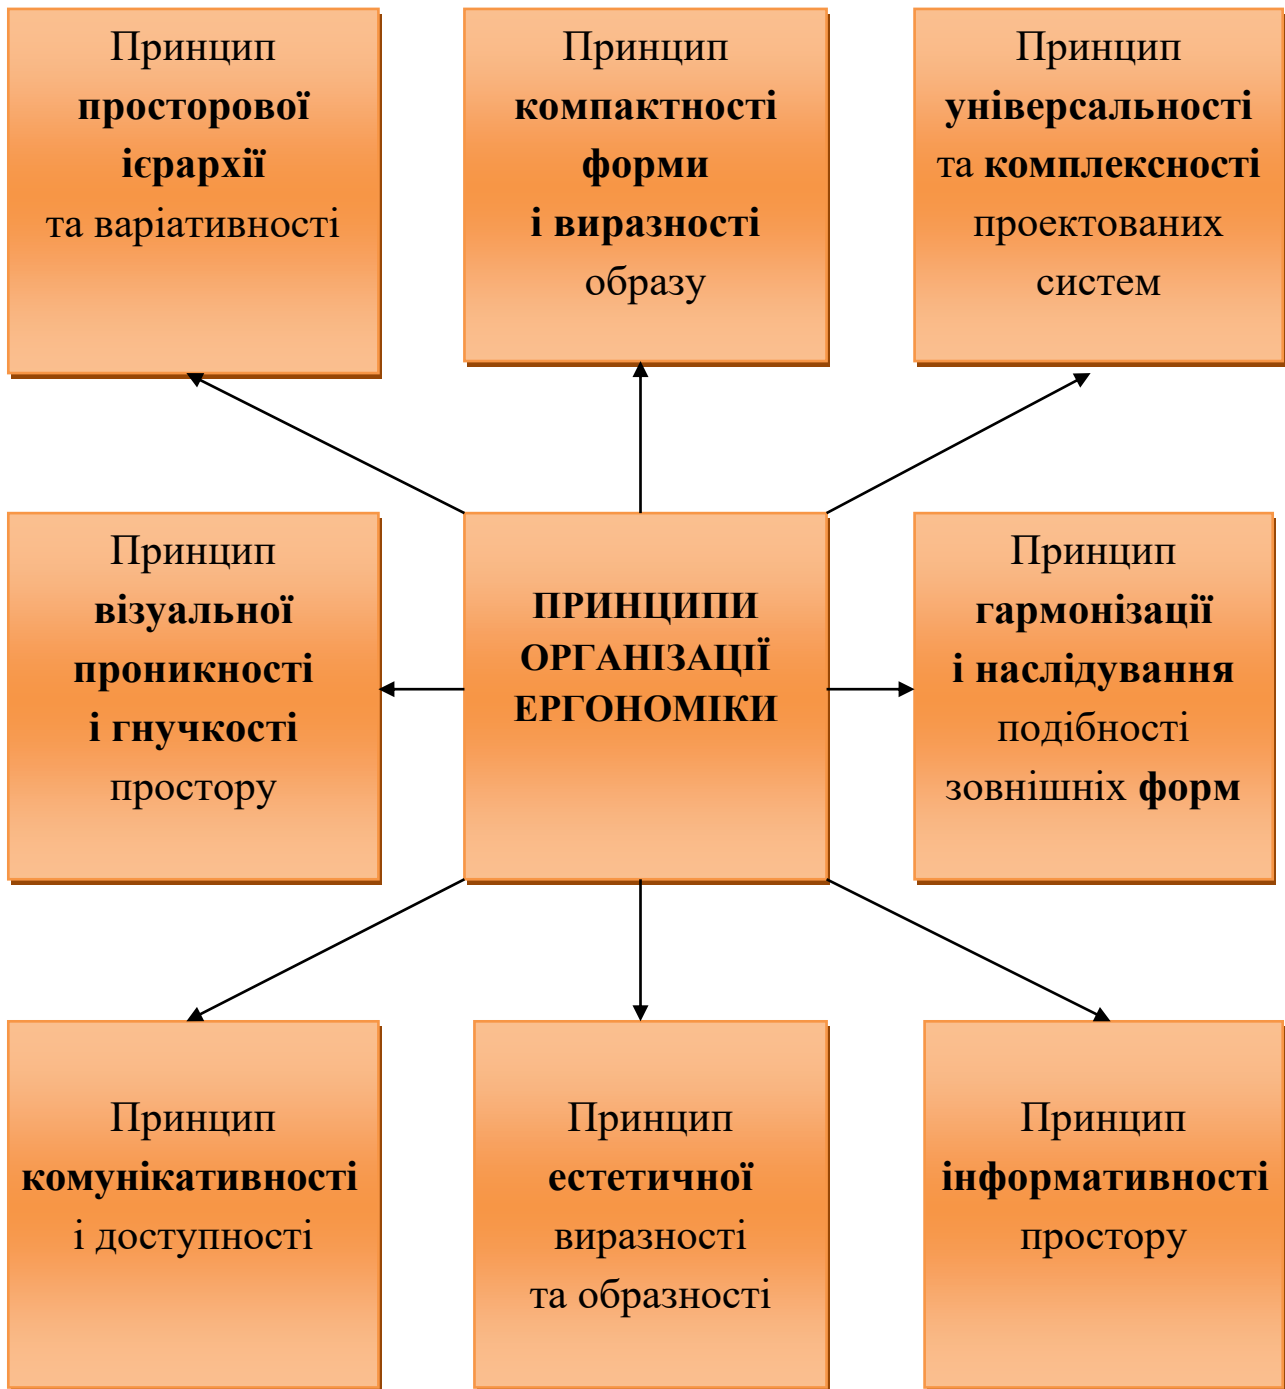 Принцип
просторової
ієрархії
та варіативності
Принцип
компактності
форми
і виразності
образу
Принцип
універсальності
та комплексності
проектованих
систем
Принцип
візуальної
проникності
і гнучкості
простору
ПРИНЦИПИ
ОРГАНІЗАЦІЇ
ЕРГОНОМІКИ
Принцип
гармонізації
і наслідування
подібності
зовнішніх форм
Принцип
комунікативності
і доступності
Принцип
естетичної
виразності
та образності
Принцип
інформативності
простору